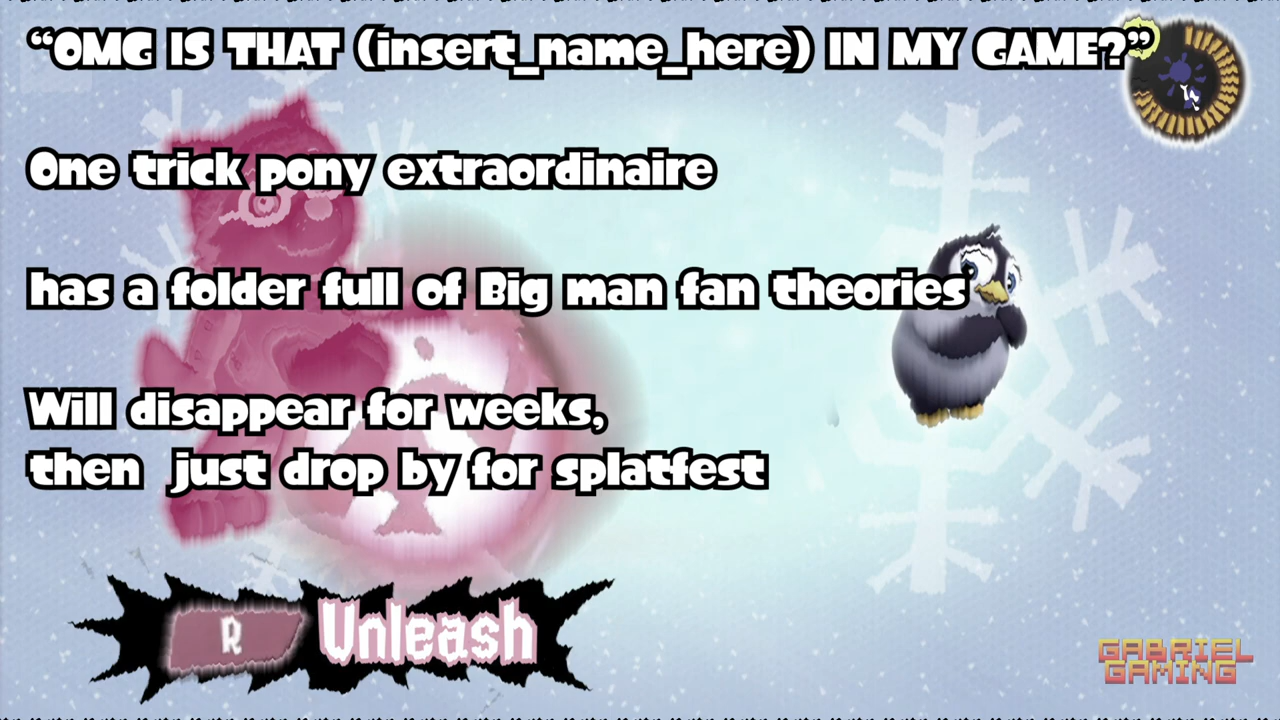 “OMG IS THAT (insert_name_here) IN MY GAME?”
One trick pony extraordinaire
has a folder full of Big man fan theories
Will disappear for weeks,
then just drop by for splatfest
R Unleash
GABRIEL
GAMING